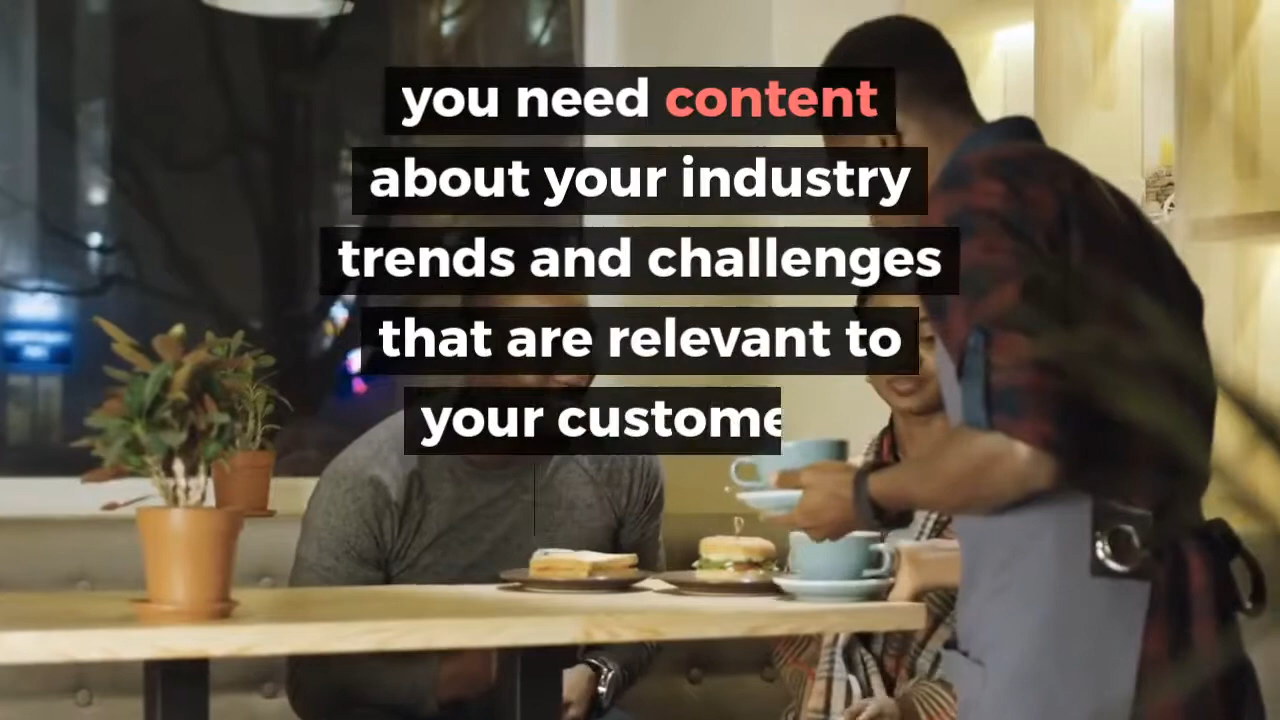 you need content
about your industry
trends and challenges
that are relevant to
your custome